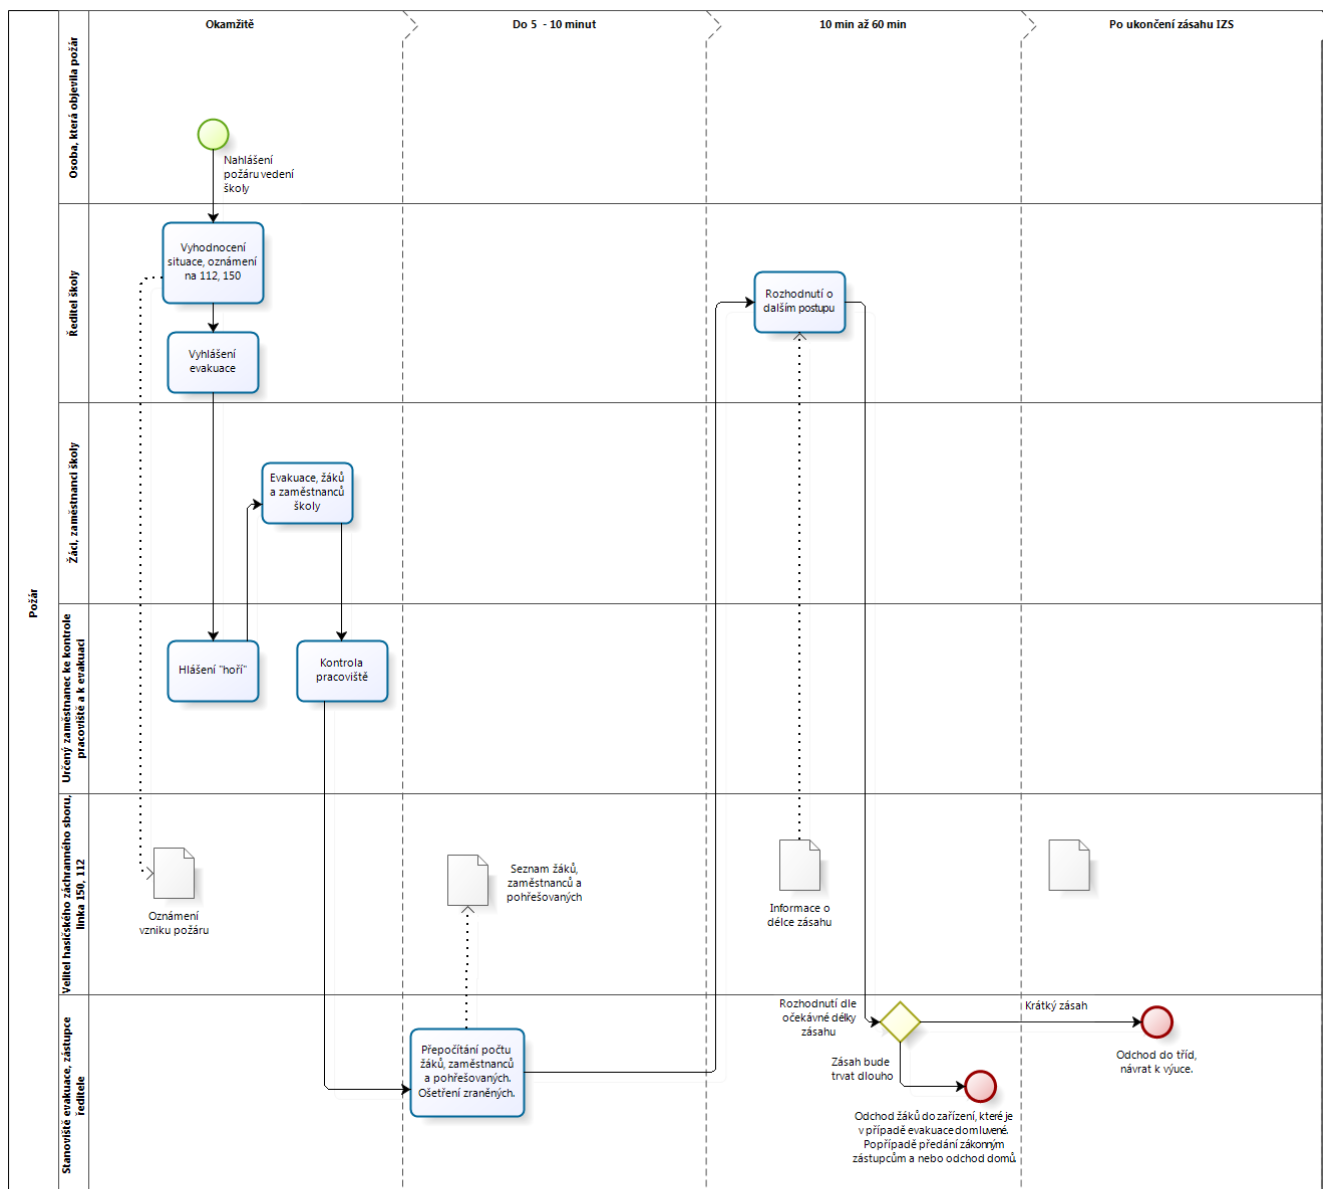 Okamžitě
Do 5 - 10 minut
10 min až 60 min
Po ukončení zásahu IZS
Požár
Osoba, která objevila požár
Nahlášení
požáru vedení
školy
Ředitel školy
Vyhodnocení
situace, oznámení
na 112, 150
Vyhlášení
evakuace
Rozhodnutí o
dalším postupu
Žáci, zaměstnanci školy
Evakuace, žáků
a zaměstnanců
školy
Určený zaměstnanec ke kontrole
pracoviště a k evakuaci
Hlášení "hoří"
Kontrola
pracoviště
Velitel hasičského záchranného sboru,
linka 150, 112
Oznámení
vzniku požáru
Seznam žáků,
zaměstnanců a
pohřešovaných
Informace o
délce zásahu
Stanoviště evakuace, zástupce
ředitele
Přepočítání počtu
žáků, zaměstnanců
a pohřešovaných.
Ošetření zraněných.
Rozhodnutí dle
očekávné délky
zásahu
Krátký zásah
Zásah bude
trvat dlouho
Odchod do tříd,
návrat k výuce.
Odchod žáků do zařízení, které je
v případě evakuace domluvené.
Popřípadě předání zákonným
zástupcům a nebo odchod domů.